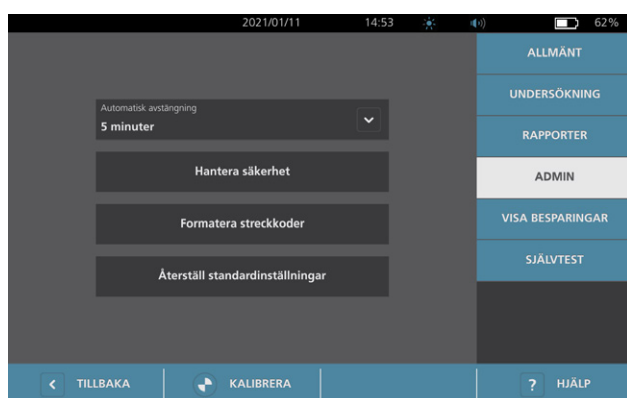 2021/01/11 14:53 62%
ALLMÄNT
UNDERSÖKNING
RAPPORTER
ADMIN
VISA BESPARINGAR
SJÄLVTEST
Automatisk avstängning
5 minuter
Hantera säkerhet
Formatera streckkoder
Återställ standardinställningar
TILLBAKA KALIBRERA ? HJÄLP